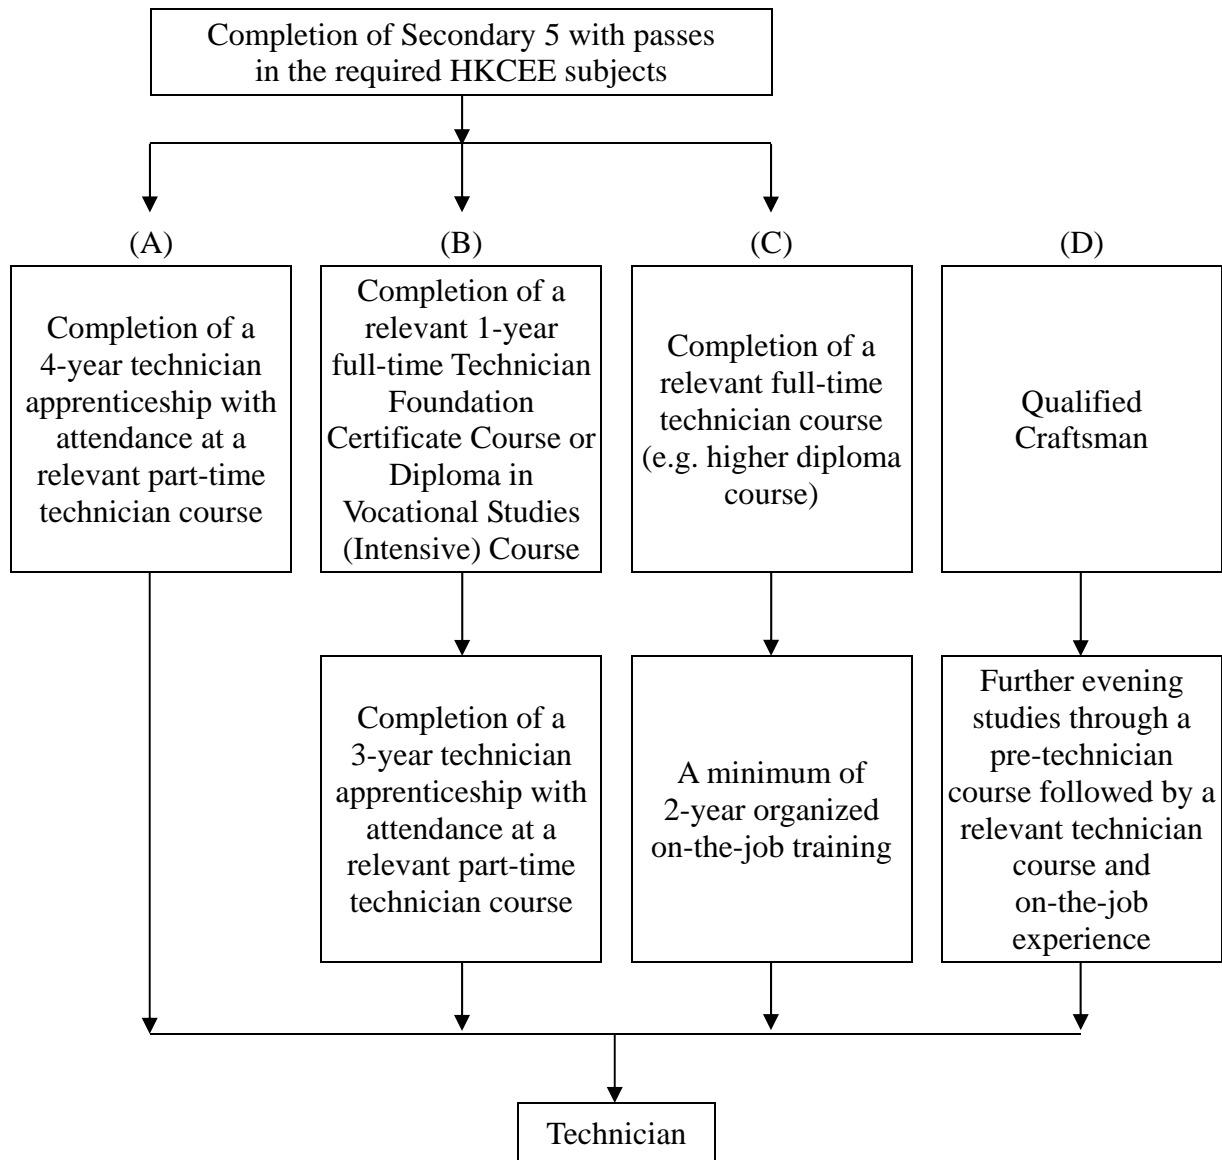 Completion of Secondary 5 with passes
in the required HKCEE subjects
(A)
Completion of a
4-year technician
apprenticeship with
attendance at a
relevant part-time
technician course
(B)
Completion of a
relevant 1-year
full-time Technician
Foundation
Certificate Course or
Diploma in
Vocational Studies
(Intensive) Course
Completion of a
3-year technician
apprenticeship with
attendance at a
relevant part-time
technician course
(C)
Completion of a
relevant full-time
technician course
(e.g. higher diploma
course)
A minimum of
2-year organized
on-the-job training
(D)
Qualified
Craftsman
Further evening
studies through a
pre-technician
course followed by a
relevant technician
course and
on-the-job
experience
Technician